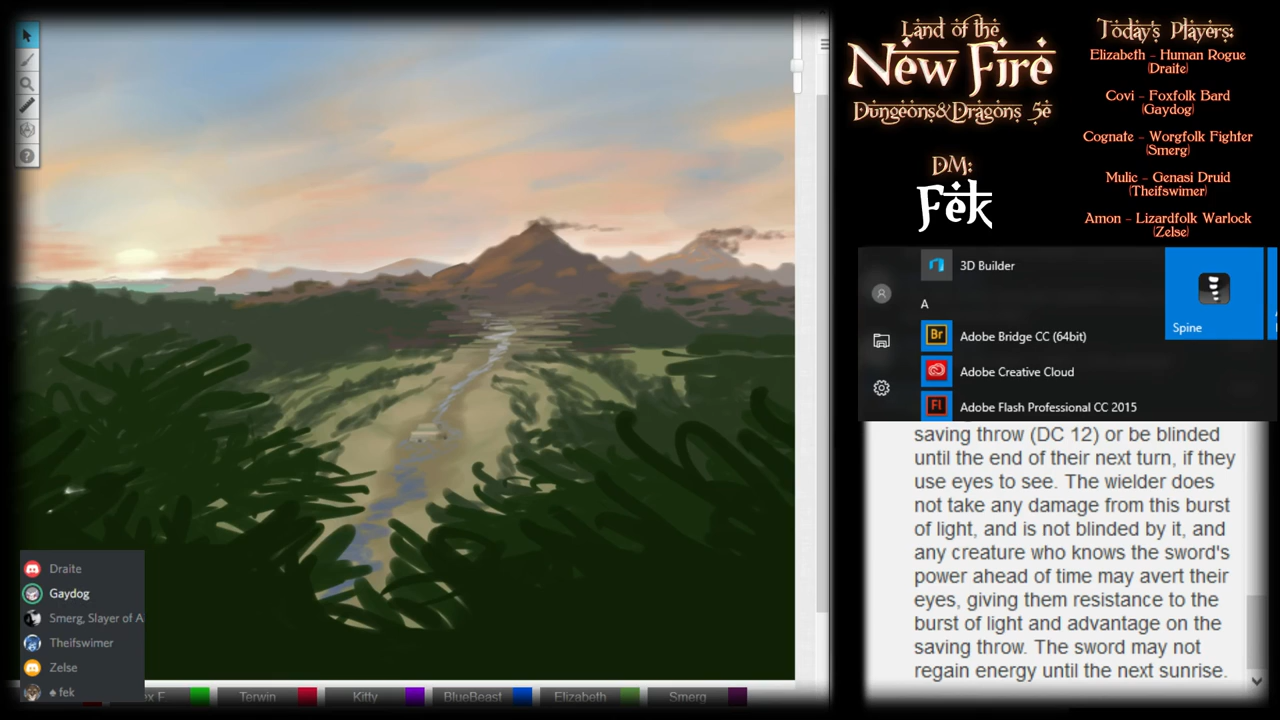 Land of the
New Fire
Dungeons&Dragons 5e
DM:
Fek
Today's Players:
Elizabeth - Human Rogue
(Draite)
Covi - Foxfolk Bard
(Gaydog)
Cognate - Worgfolk Fighter
(Smerg)
Mulic - Genasi Druid
(Theifswimer)
Amon - Lizardfolk Warlock
(Zelse)
3D Builder
A
Br Adobe Bridge CC (64bit)
Adobe Creative Cloud
Fl Adobe Flash Professional CC 2015
Spine
saving throw (DC 12) or be blinded
until the end of their next turn, if they
use eyes to see. The wielder does
not take any damage from this burst
of light, and is not blinded by it, and
any creature who knows the sword's
power ahead of time may avert their
eyes, giving them resistance to the
burst of light and advantage on the
saving throw. The sword may not
regain energy until the next sunrise.
Draite
Gaydog
Smerg, Slayer of A
Theifswimer
Zelse
♠ fek
ex F Terwin Kitty BlueBeast Elizabeth Smerg